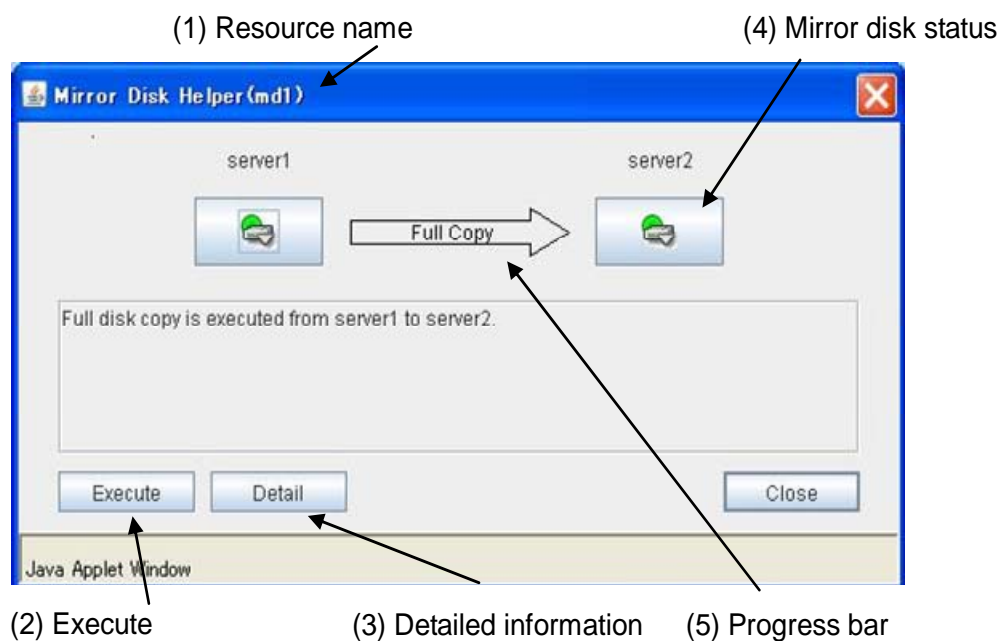 (1) Resource name (4) Mirror disk status
Mirror Disk Helper(md1)
server1 server2
Full Copy
Full disk copy is executed from server1 to server2.
Execute Detail Close
Java Applet Window
(2) Execute (3) Detailed information (5) Progress bar